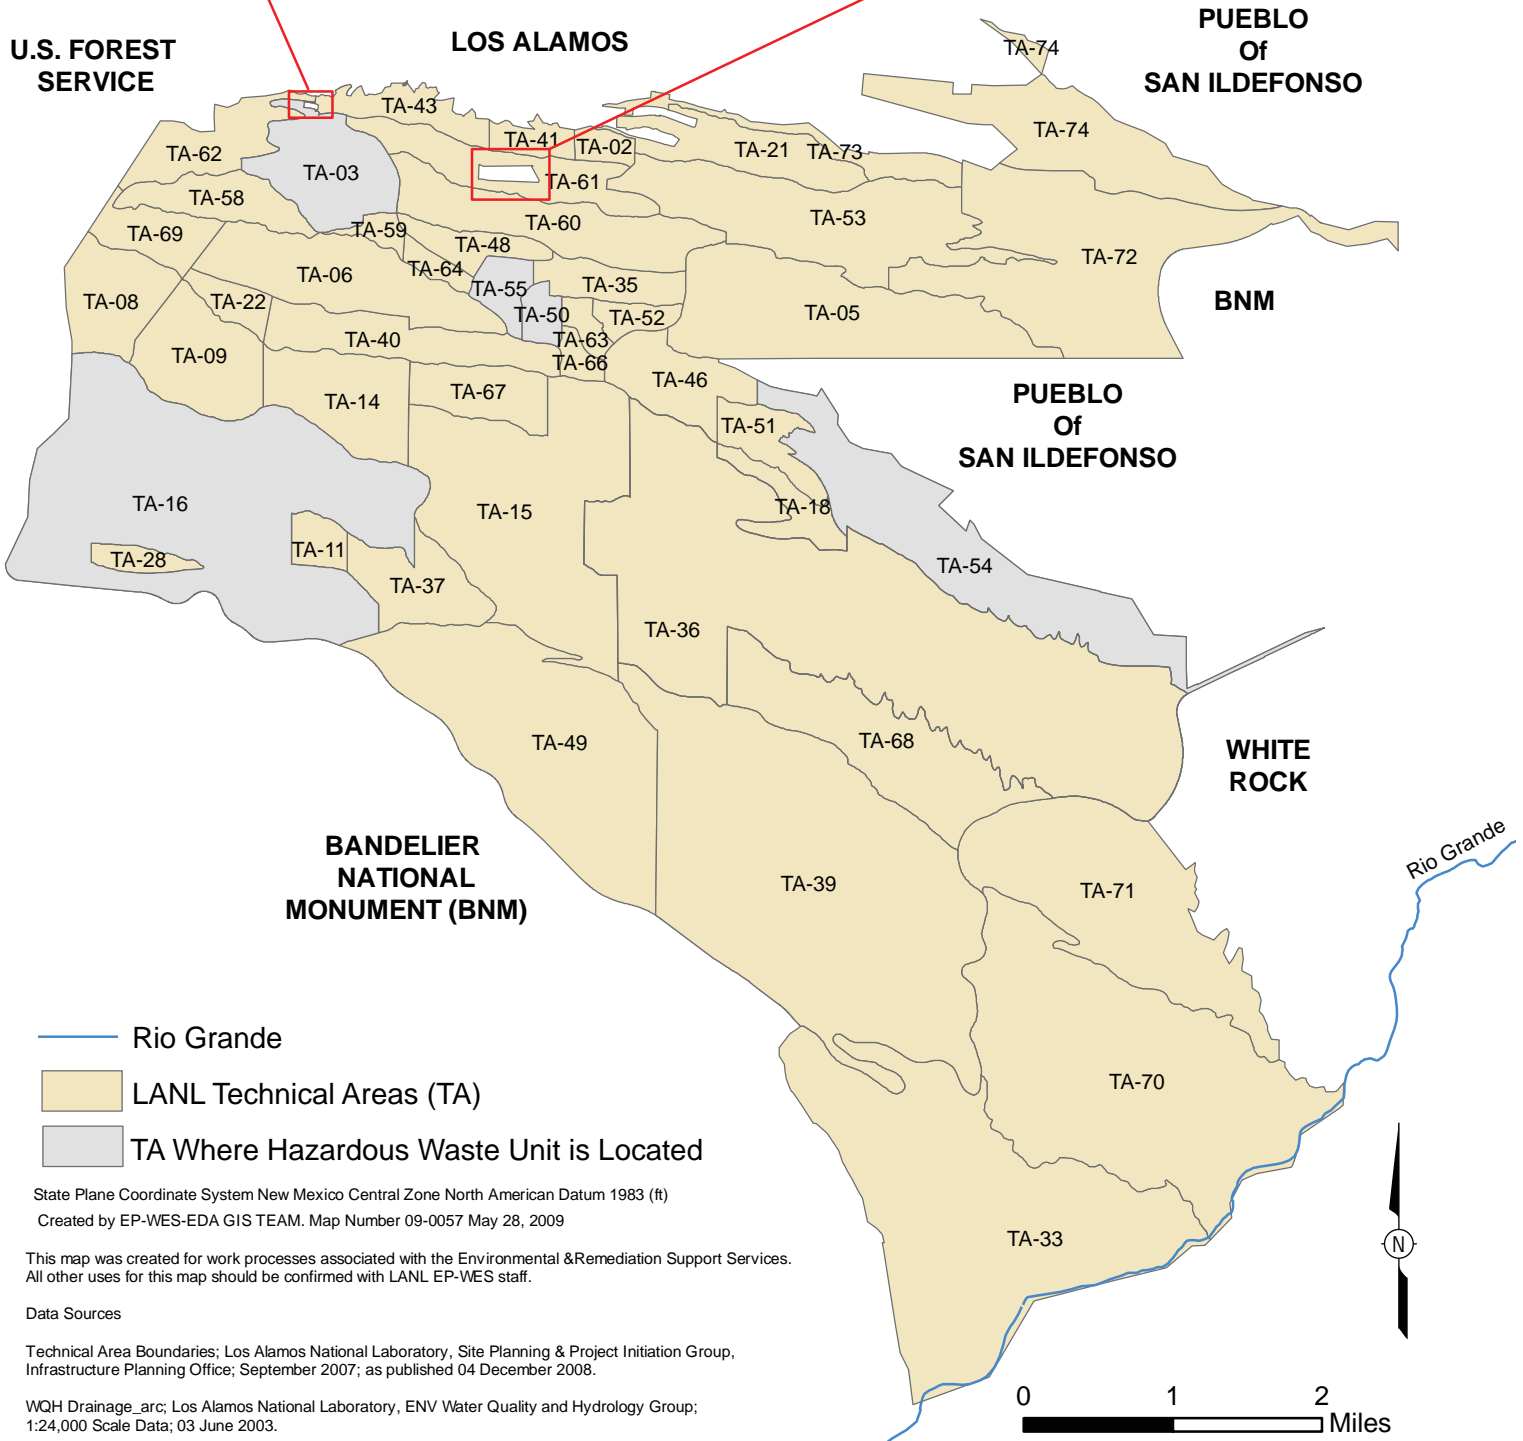 PUEBLO
Of
SAN ILDEFONSO
U.S. FOREST
SERVICE
LOS ALAMOS
TA-74
TA-43
TA-74
TA-41
TA-02
TA-21
TA-73
TA-62
TA-03
TA-61
TA-58
TA-53
TA-60
TA-59
TA-69
TA-48
TA-72
TA-64
TA-06
TA-55
TA-35
TA-08
TA-22
TA-50
TA-52
TA-05
BNM
TA-40
TA-63
TA-09
TA-66
TA-46
TA-67
TA-14
PUEBLO
Of
SAN ILDEFONSO
TA-51
TA-16
TA-15
TA-18
TA-11
TA-28
TA-54
TA-37
TA-36
TA-49
TA-68
WHITE
ROCK
BANDELIER
NATIONAL
MONUMENT (BNM)
Rio Grande
TA-39
TA-71
TA-70
TA-33
Rio Grande
LANL Technical Areas (TA)
TA Where Hazardous Waste Unit is Located
State Plane Coordinate System New Mexico Central Zone North American Datum 1983 (ft)
Created by EP-WES-EDA GIS TEAM. Map Number 09-0057 May 28, 2009
This map was created for work processes associated with the Environmental &Remediation Support Services.
All other uses for this map should be confirmed with LANL EP-WES staff.
Data Sources
Technical Area Boundaries; Los Alamos National Laboratory, Site Planning & Project Initiation Group,
Infrastructure Planning Office; September 2007; as published 04 December 2008.
WQH Drainage_arc; Los Alamos National Laboratory, ENV Water Quality and Hydrology Group;
1:24,000 Scale Data; 03 June 2003.
N
0 1 2
Miles